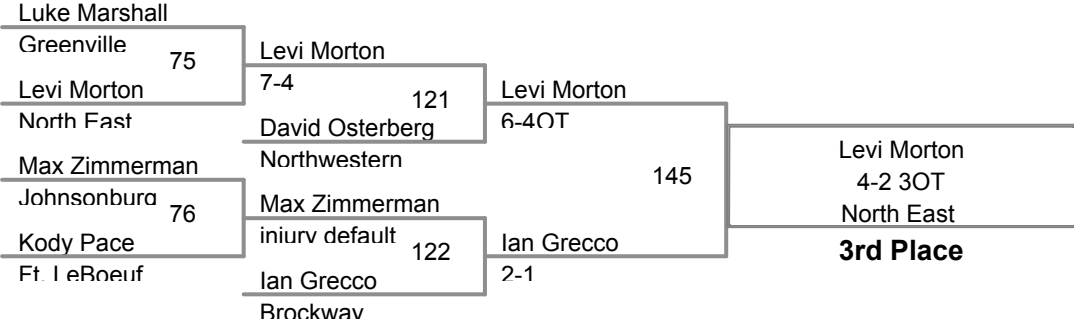 Luke Marshall
Greenville
75
Levi Morton
North East
Levi Morton
7-4
121
David Osterberg
Northwestern
Levi Morton
6-4OT
Max Zimmerman
Johnsonburg
76
Kody Pace
Ft. LeBoeuf
Max Zimmerman
injury default
122
Ian Grecco
Brockway
Ian Grecco
2-1
145
Levi Morton
4-2 3OT
North East
3rd Place